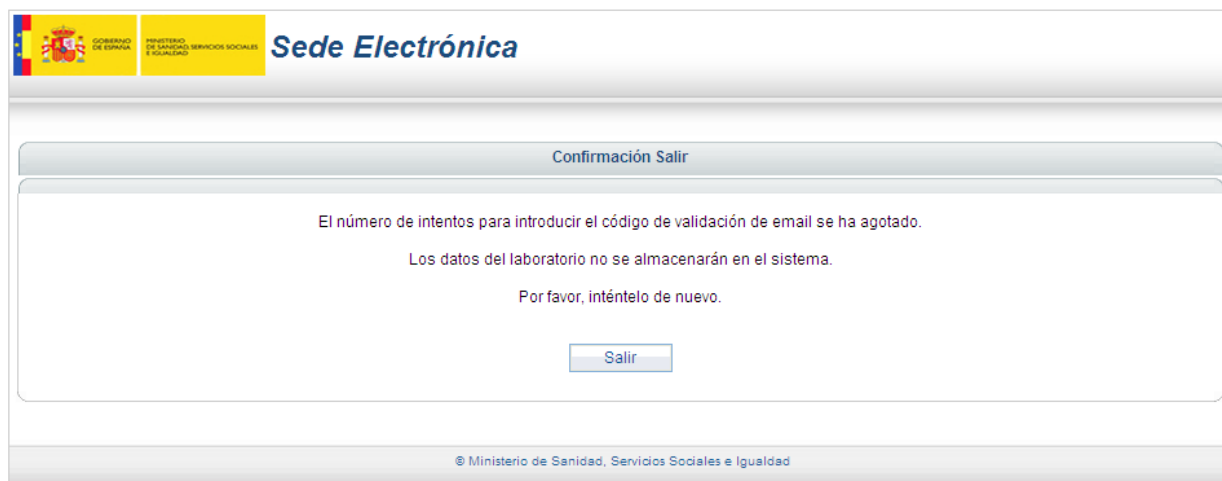 GOBIERNO
DE ESPAÑA
MINISTERIO
DE SANIDAD, SERVICIOS SOCIALES
E IGUALDAD
Sede Electrónica
Confirmación Salir
El número de intentos para introducir el código de validación de email se ha agotado.
Los datos del laboratorio no se almacenarán en el sistema.
Por favor, inténtelo de nuevo.
Salir
© Ministerio de Sanidad, Servicios Sociales e Igualdad